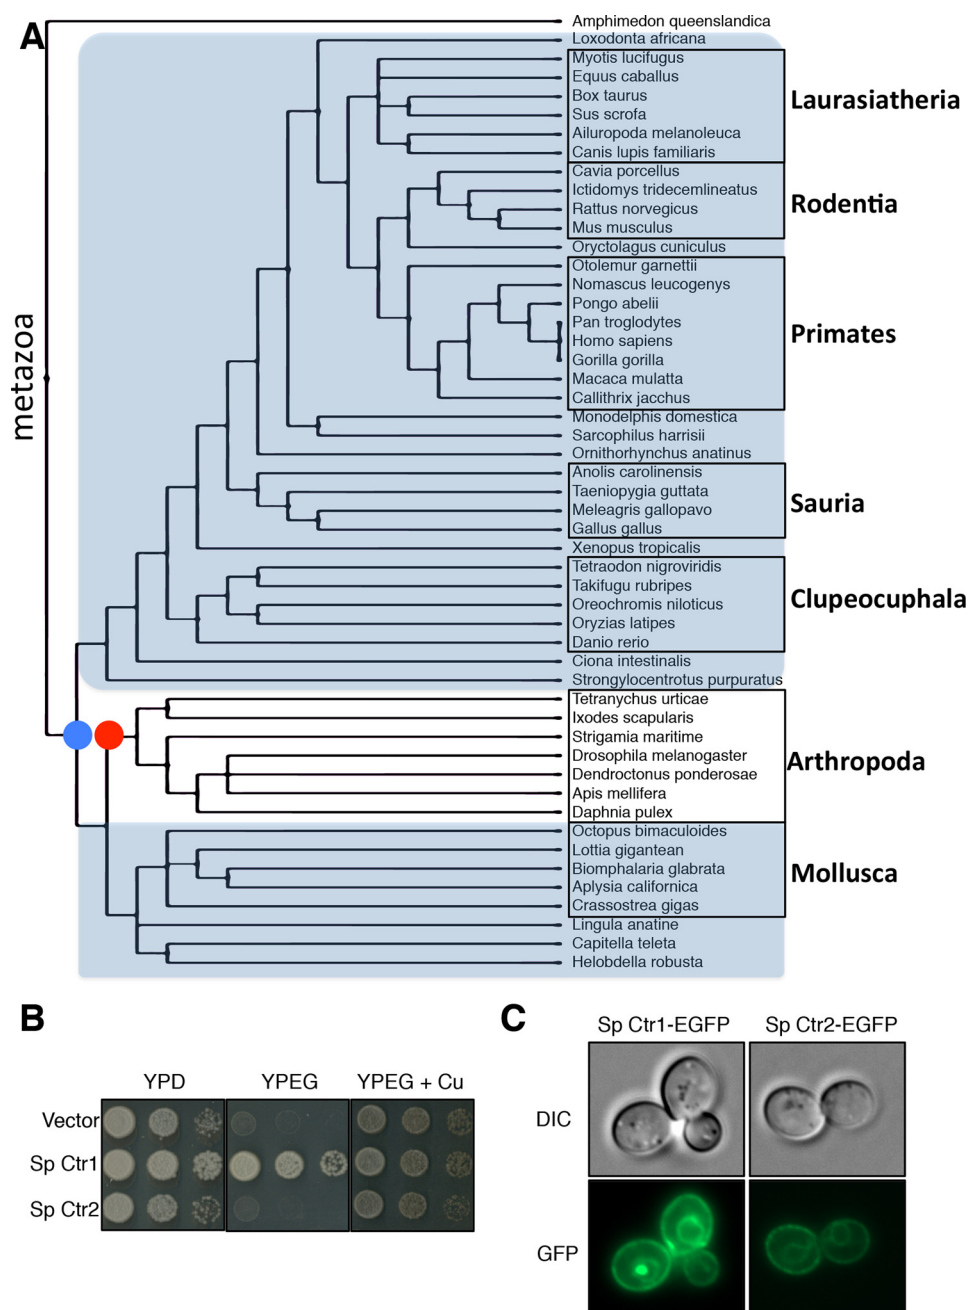 A
metazoa
Amphimedon queenslandica
Loxodonta africana
Myotis lucifugus
Equus caballus
Box taurus
Sus scrofa
Ailuropoda melanoleuca
Canis lupis familiaris
Laurasiatheria
Cavia porcellus
Ictidomys tridecemlineatus
Rattus norvegicus
Mus musculus
Rodentia
Oryctolagus cuniculus
Otolemur garnettii
Nomascus leucogenys
Pongo abelii
Pan troglodytes
Homo sapiens
Gorilla gorilla
Macaca mulatta
Callithrix jacchus
Primates
Monodelphis domestica
Sarcophilus harrisii
Ornithorhynchus anatinus
Anolis carolinensis
Taeniopygia guttata
Meleagris gallopavo
Gallus gallus
Sauria
Xenopus tropicalis
Tetraodon nigroviridis
Takifugu rubripes
Oreochromis niloticus
Oryzias latipes
Danio rerio
Clupeocuphala
Ciona intestinalis
Strongylocentrotus purpuratus
Tetranychus urticae
Ixodes scapularis
Strigamia maritime
Drosophila melanogaster
Dendroctonus ponderosae
Apis mellifera
Daphnia pulex
Arthropoda
Octopus bimaculoides
Lottia gigantean
Biomphalaria glabrata
Aplysia californica
Crassostrea gigas
Mollusca
Lingula anatine
Capitella teleta
Helobdella robusta
B
YPD YPEG YPEG + Cu
Vector
Sp Ctr1
Sp Ctr2
C
Sp Ctr1-EGFP Sp Ctr2-EGFP
DIC
GFP